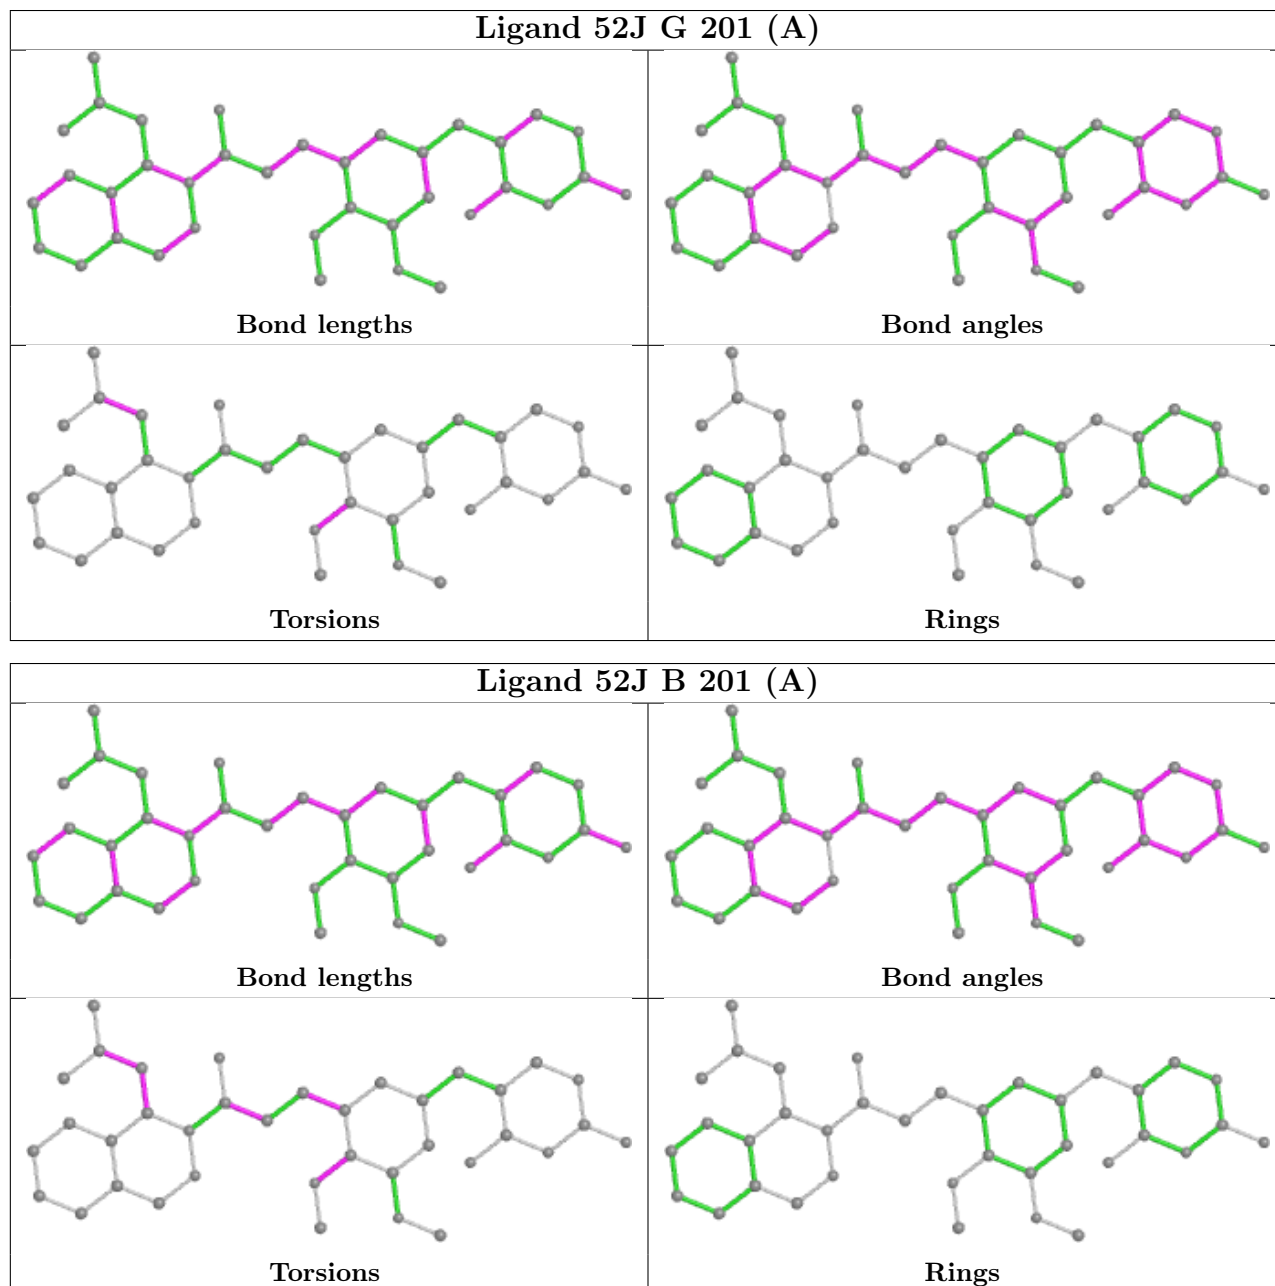 Ligand 52J G 201 (A)
Bond lengths
Bond angles
Torsions
Rings
Ligand 52J B 201 (A)
Bond lengths
Bond angles
Torsions
Rings